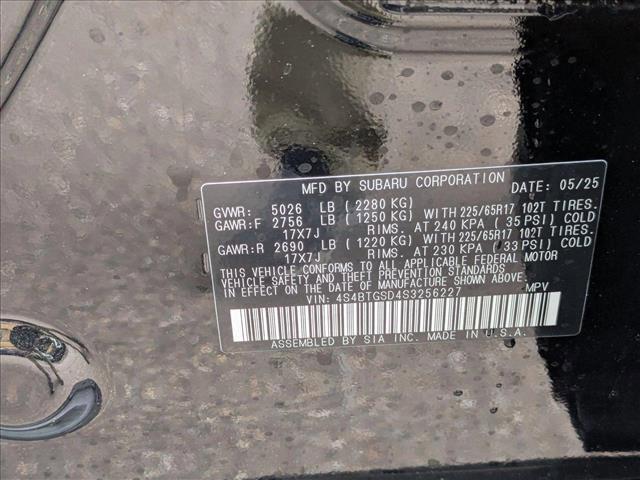 MFD BY SUBARU CORPORATION DATE: 05/25
GVWR: 5026 LB ( 2280 KG)
GAWR:F 2756 LB ( 1250 KG) WITH 225/65R17 102T TIRES.
17X7J RIMS. AT 240 KPA ( 35 PSI) COLD
GAWR:R 2690 LB ( 1220 KG) WITH 225/65R17 102T TIRES.
17X7J RIMS. AT 230 KPA ( 33 PSI) COLD
THIS VEHICLE CONFORMS TO ALL APPLICABLE FEDERAL MOTOR
VEHICLE SAFETY AND THEFT PREVENTION STANDARDS
IN EFFECT ON THE DATE OF MANUFACTURE SHOWN ABOVE.
VIN: 4S4BTGSD4S3256227 MPV
ASSEMBLED BY SIA INC. MADE IN U.S.A.